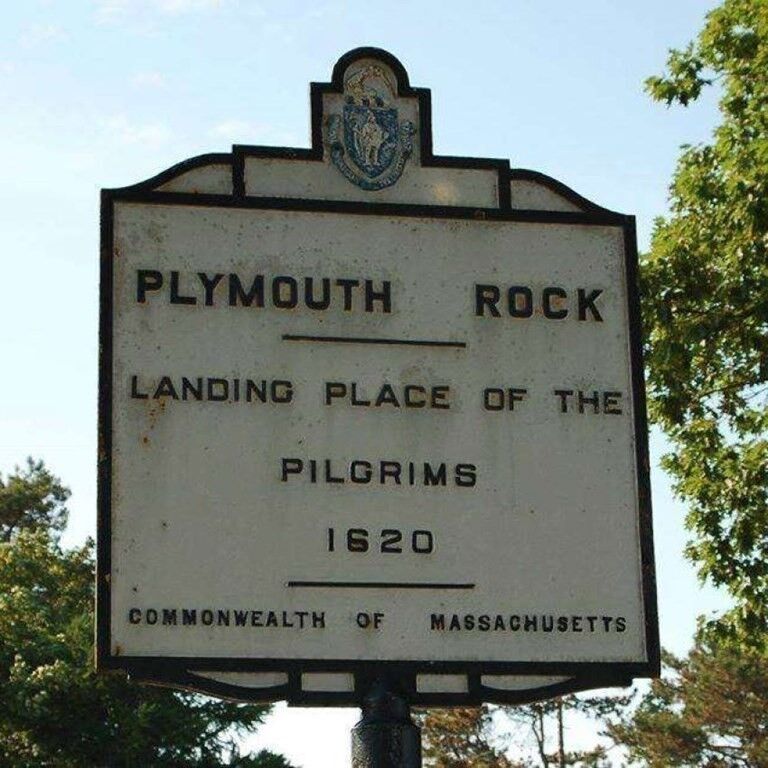 PLYMOUTH ROCK
LANDING PLACE OF THE
PILGRIMS
1620
COMMONWEALTH OF MASSACHUSETTS